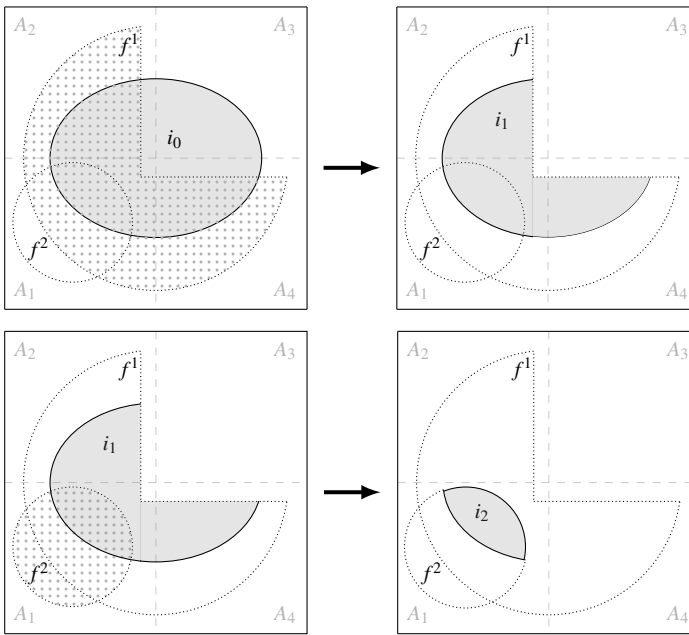 A₂ A₃
f¹
i₀
f²
A₁ A₄
A₂ A₃
f¹
i₁
f²
A₁ A₄
A₂ A₃
f¹
i₁
f²
A₁ A₄
A₂ A₃
f¹
i₂
f²
A₁ A₄